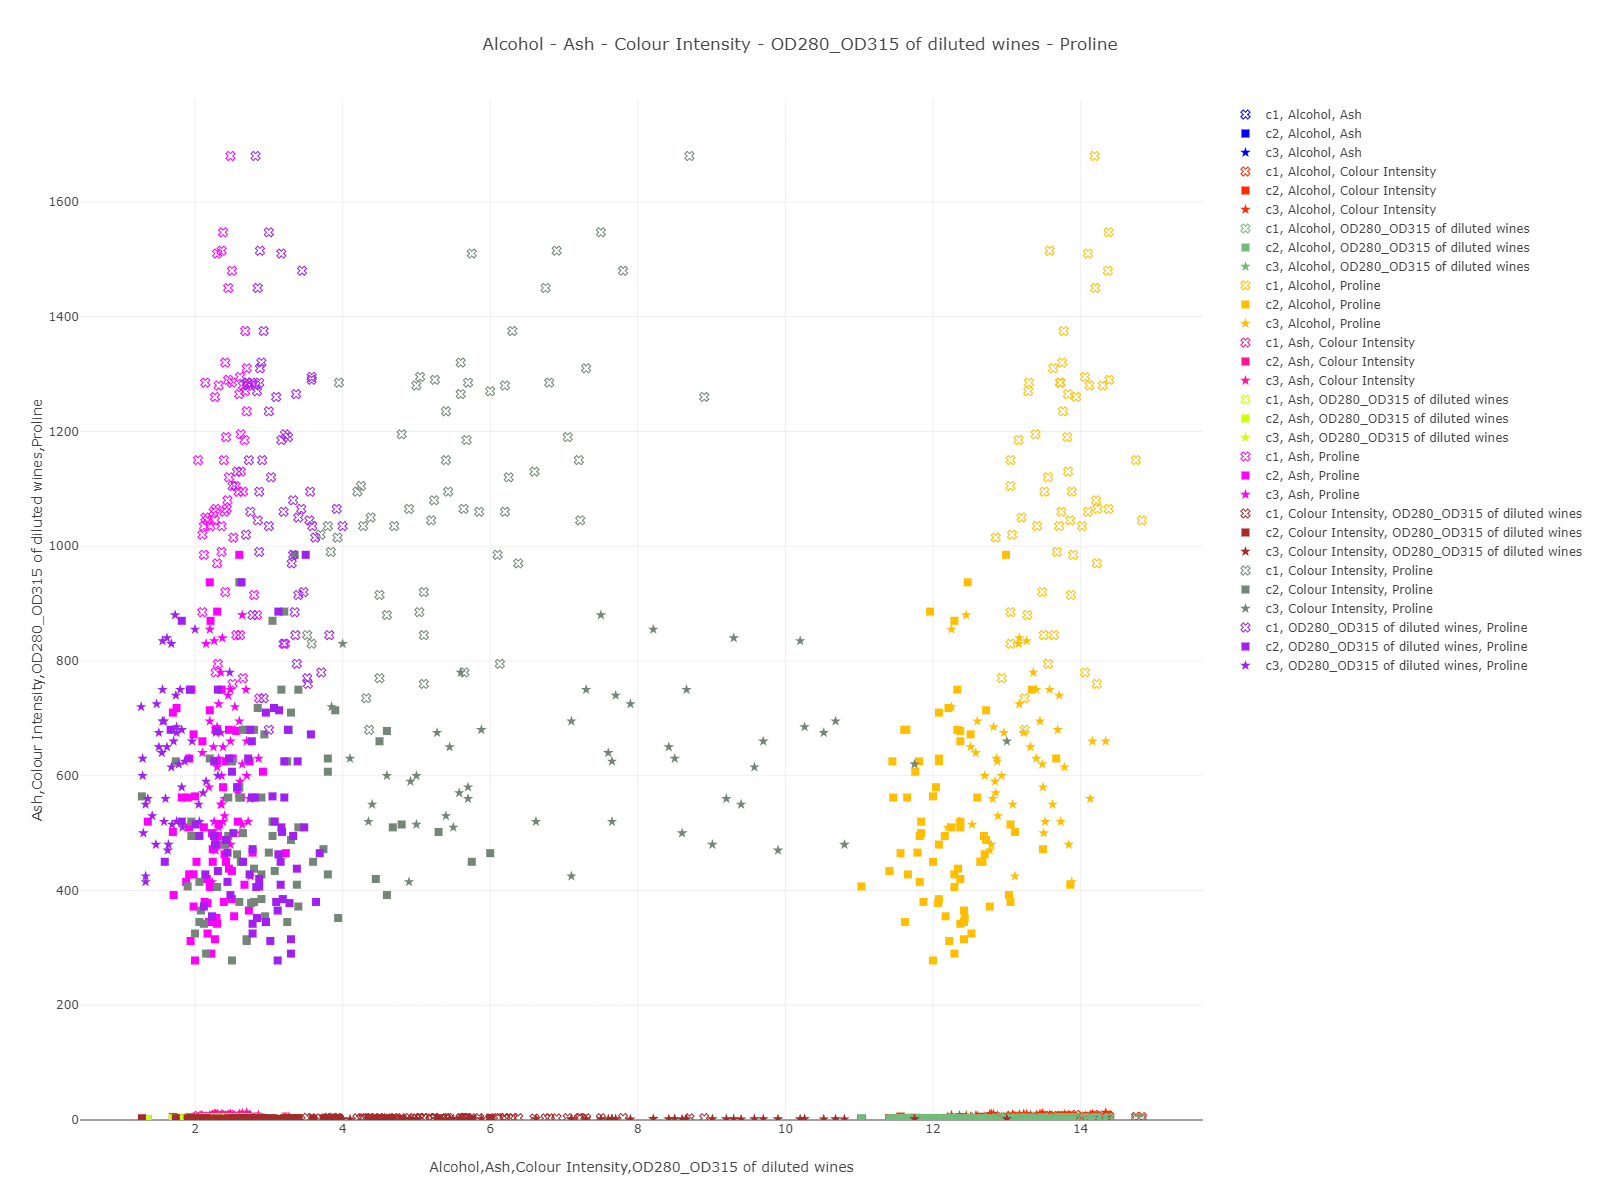 Alcohol - Ash - Colour Intensity - OD280_OD315 of diluted wines - Proline
c1, Alcohol, Ash
c2, Alcohol, Ash
c3, Alcohol, Ash
c1, Alcohol, Colour Intensity
c2, Alcohol, Colour Intensity
c3, Alcohol, Colour Intensity
c1, Alcohol, OD280_OD315 of diluted wines
c2, Alcohol, OD280_OD315 of diluted wines
c3, Alcohol, OD280_OD315 of diluted wines
c1, Alcohol, Proline
c2, Alcohol, Proline
c3, Alcohol, Proline
c1, Ash, Colour Intensity
c2, Ash, Colour Intensity
c3, Ash, Colour Intensity
c1, Ash, OD280_OD315 of diluted wines
c2, Ash, OD280_OD315 of diluted wines
c3, Ash, OD280_OD315 of diluted wines
c1, Ash, Proline
c2, Ash, Proline
c3, Ash, Proline
c1, Colour Intensity, OD280_OD315 of diluted wines
c2, Colour Intensity, OD280_OD315 of diluted wines
c3, Colour Intensity, OD280_OD315 of diluted wines
c1, Colour Intensity, Proline
c2, Colour Intensity, Proline
c3, Colour Intensity, Proline
c1, OD280_OD315 of diluted wines, Proline
c2, OD280_OD315 of diluted wines, Proline
c3, OD280_OD315 of diluted wines, Proline
Ash,Colour Intensity,OD280_OD315 of diluted wines,Proline
1600
1400
1200
1000
800
600
400
200
0
2 4 6 8 10 12 14
Alcohol,Ash,Colour Intensity,OD280_OD315 of diluted wines